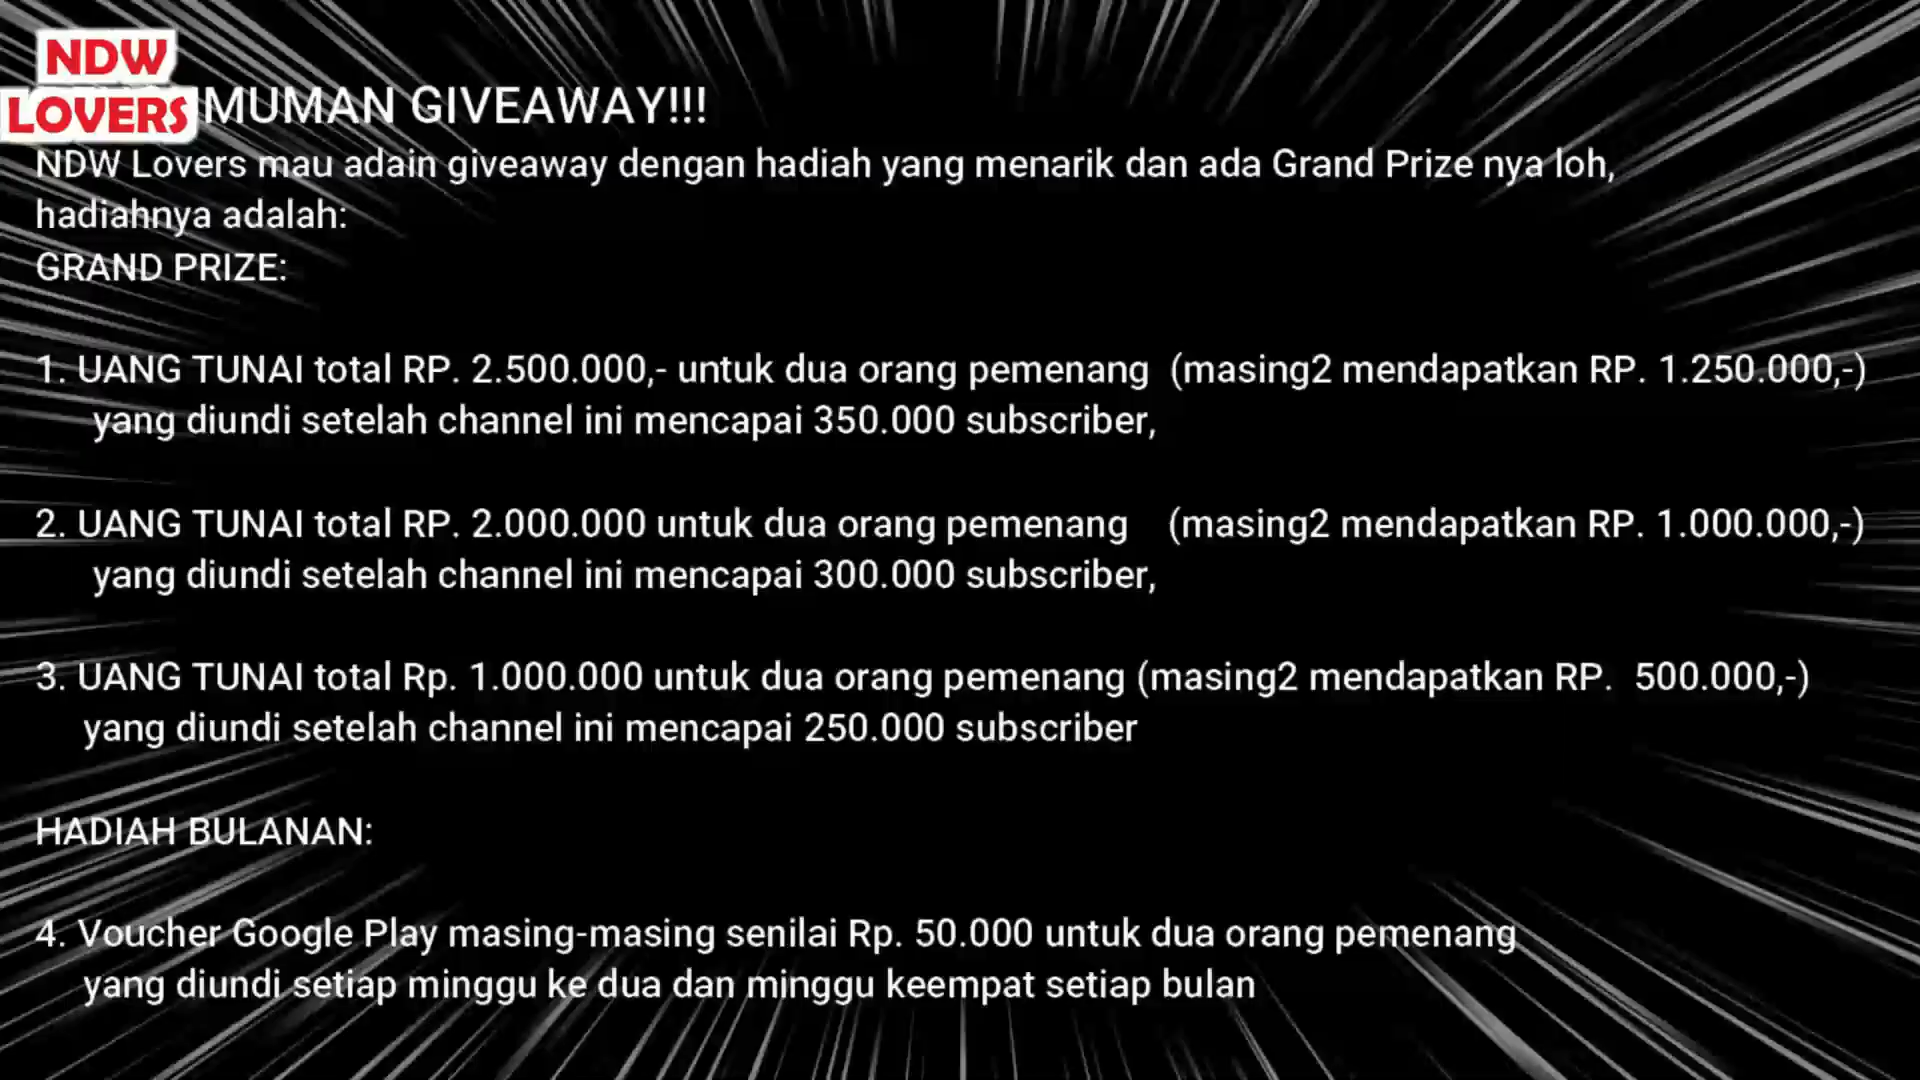 NDW
LOVERS
MUMAN GIVEAWAY!!!
NDW Lovers mau adain giveaway dengan hadiah yang menarik dan ada Grand Prize nya loh,
hadiahnya adalah:
GRAND PRIZE:
1. UANG TUNAI total RP. 2.500.000,- untuk dua orang pemenang (masing2 mendapatkan RP. 1.250.000,-)
yang diundi setelah channel ini mencapai 350.000 subscriber,
2. UANG TUNAI total RP. 2.000.000 untuk dua orang pemenang (masing2 mendapatkan RP. 1.000.000,-)
yang diundi setelah channel ini mencapai 300.000 subscriber,
3. UANG TUNAI total Rp. 1.000.000 untuk dua orang pemenang (masing2 mendapatkan RP. 500.000,-)
yang diundi setelah channel ini mencapai 250.000 subscriber
HADIAH BULANAN:
4. Voucher Google Play masing-masing senilai Rp. 50.000 untuk dua orang pemenang
yang diundi setiap minggu ke dua dan minggu keempat setiap bulan